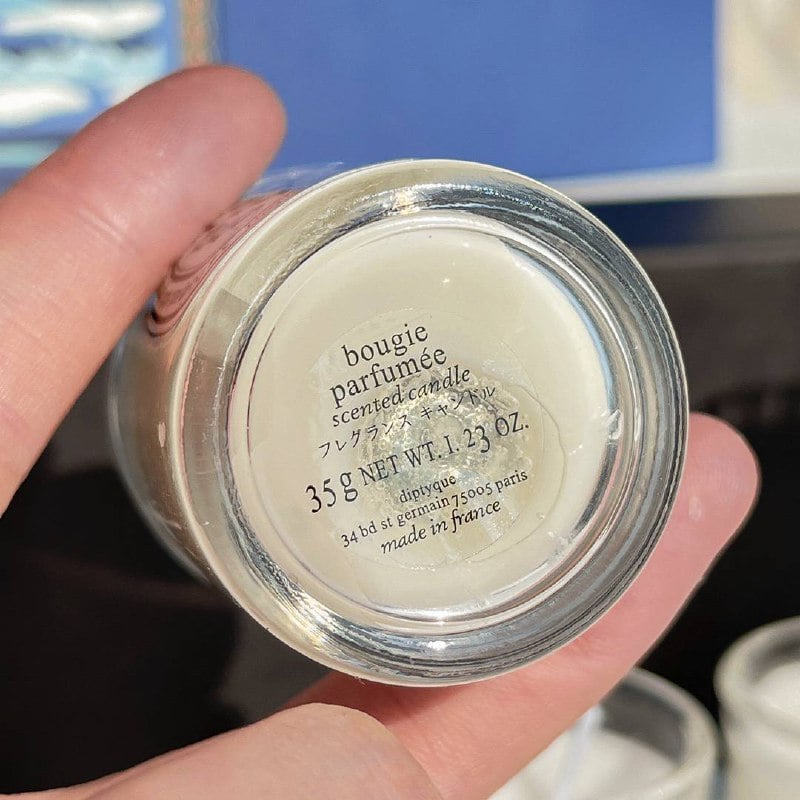 bougie
parfumée
scented candle
フレグランス キャンドル
35g NET WT. 1. 23 OZ.
diptyque
34 bd st germain 75005 paris
made in france